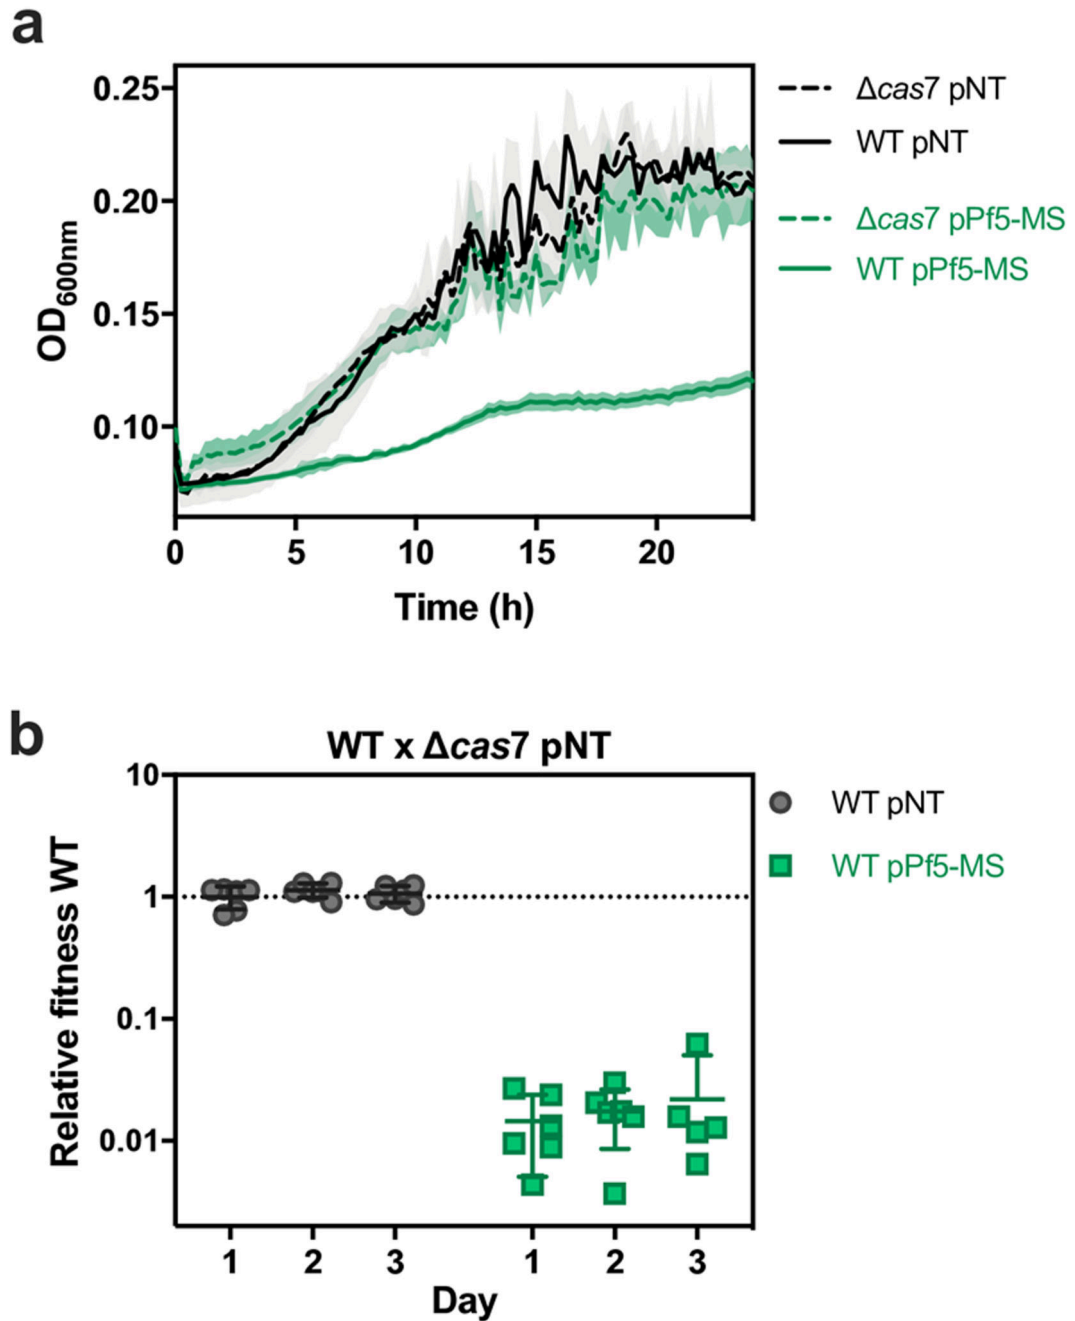 a
0.25
0.20
0.15
0.10
OD600nm
0
5
10
15
20
Time (h)
Δcas7 pNT
WT pNT
Δcas7 pPf5-MS
WT pPf5-MS
b
WT x Δcas7 pNT
10
1
0.1
0.01
Relative fitness WT
1
2
3
1
2
3
Day
WT pNT
WT pPf5-MS